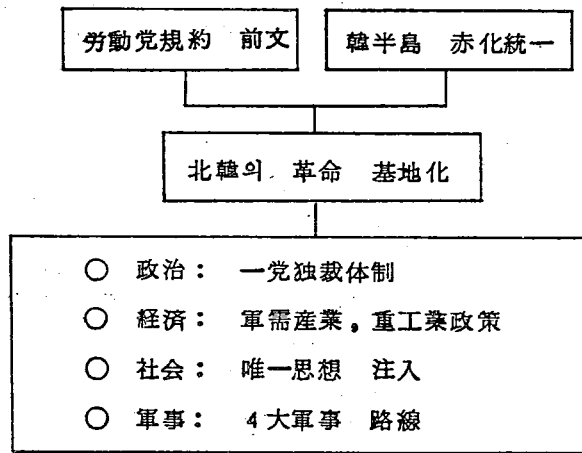 労動党規約 前文
韓半島 赤化統一
北韓의 革命 基地化
○ 政治: 一党独裁体制
○ 経済: 軍需産業, 重工業政策
○ 社会: 唯一思想 注入
○ 軍事: 4大軍事 路線